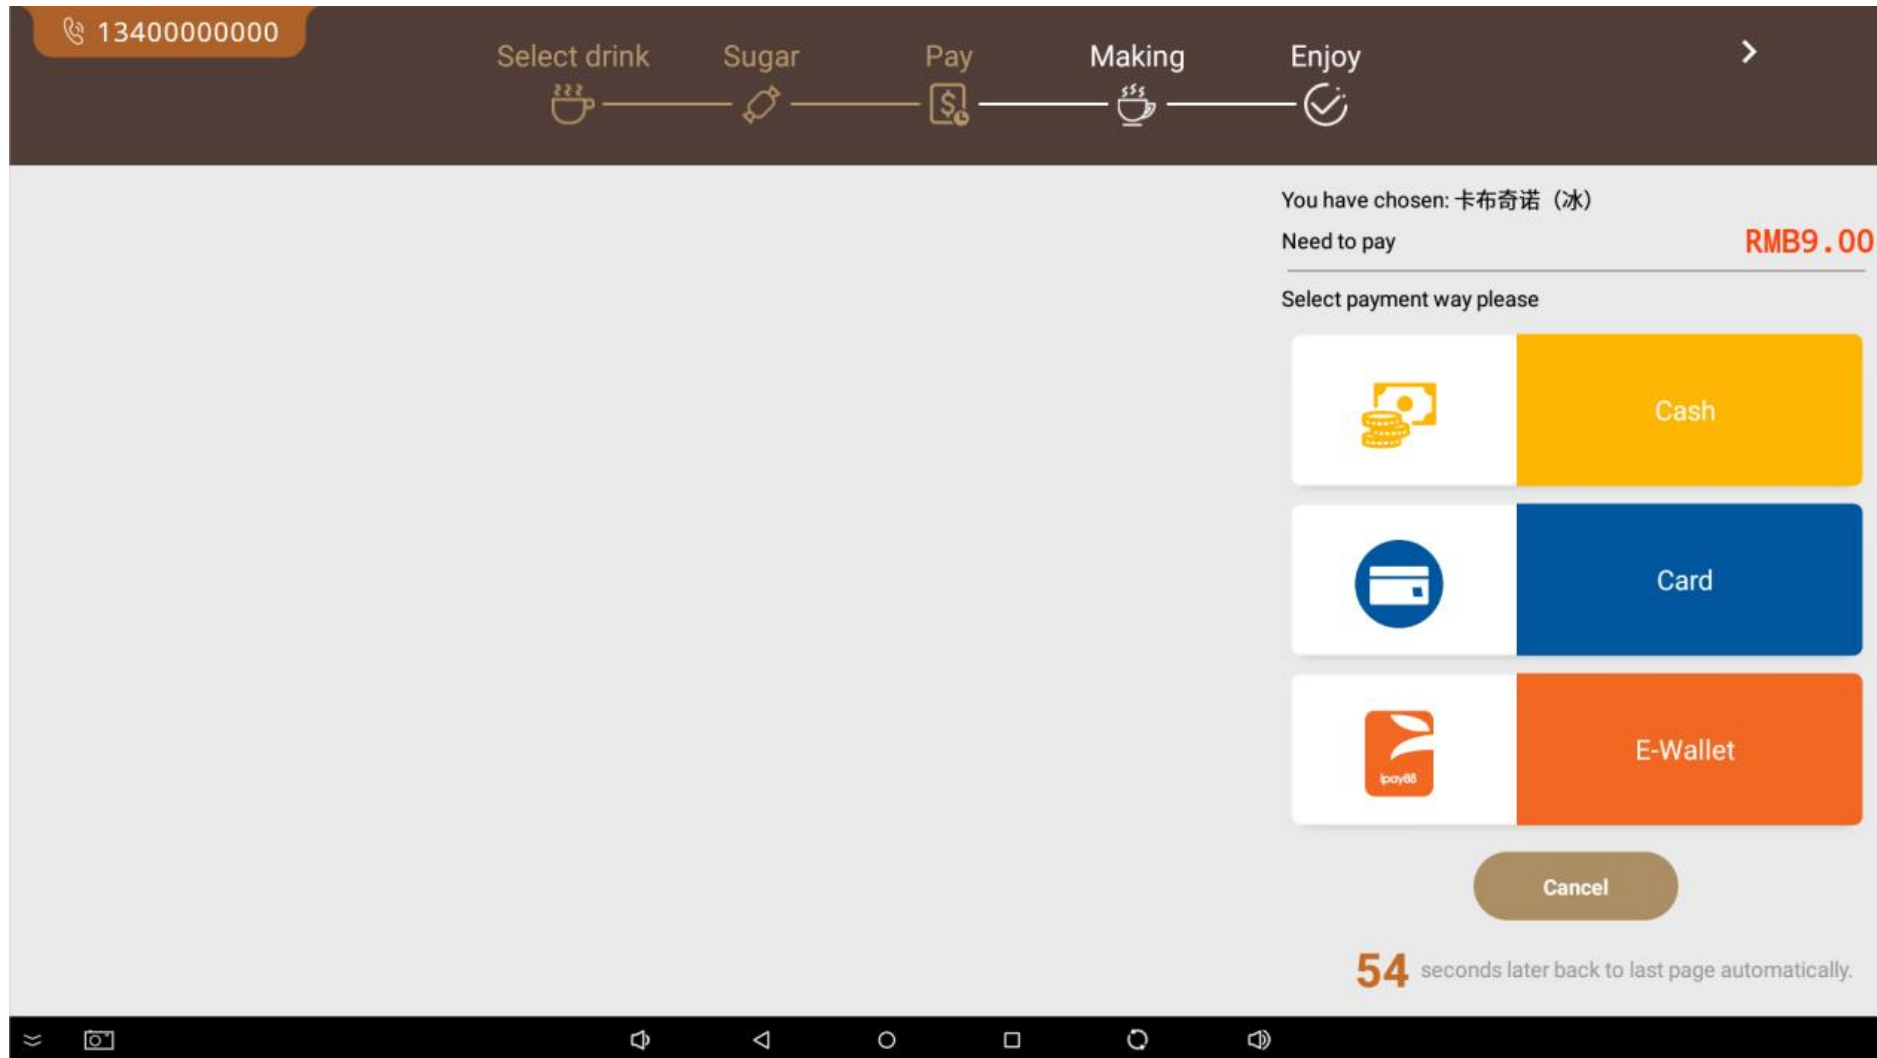 13400000000
Select drink
Sugar
Pay
Making
Enjoy
You have chosen: 卡布奇诺（冰）
Need to pay
RMB9.00
Select payment way please
Cash
Card
ipay88
E-Wallet
Cancel
54 seconds later back to last page automatically.